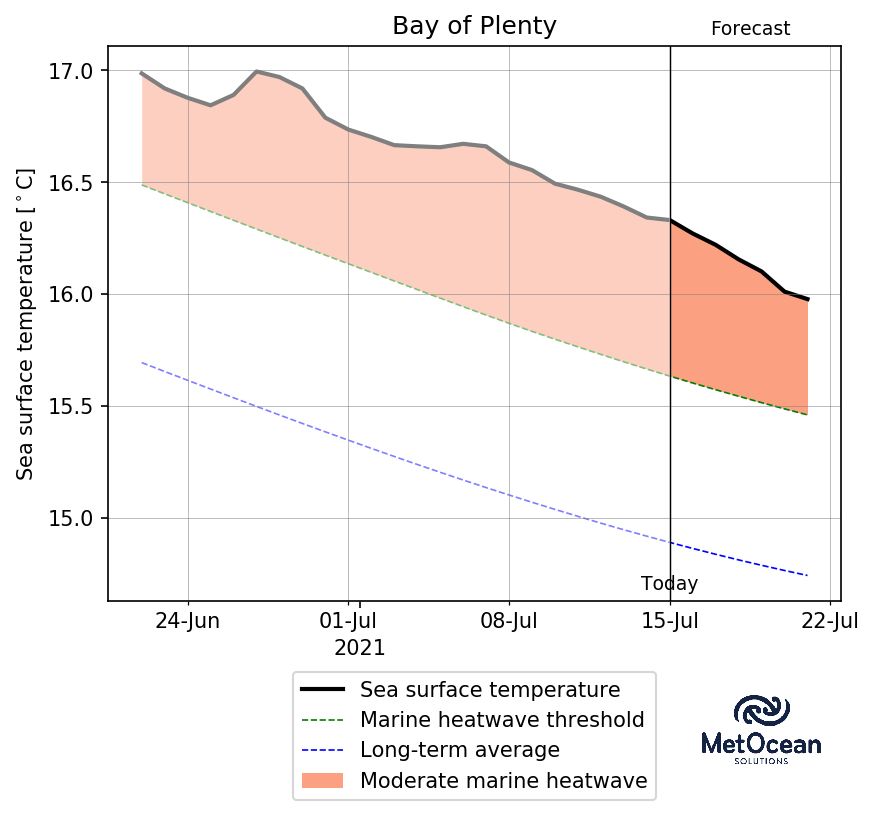 Bay of Plenty
Forecast
Sea surface temperature [°C]
17.0
16.5
16.0
15.5
15.0
Today
24-Jun 01-Jul 08-Jul 15-Jul 22-Jul
2021
Sea surface temperature
Marine heatwave threshold
Long-term average
Moderate marine heatwave
MetOcean
SOLUTIONS